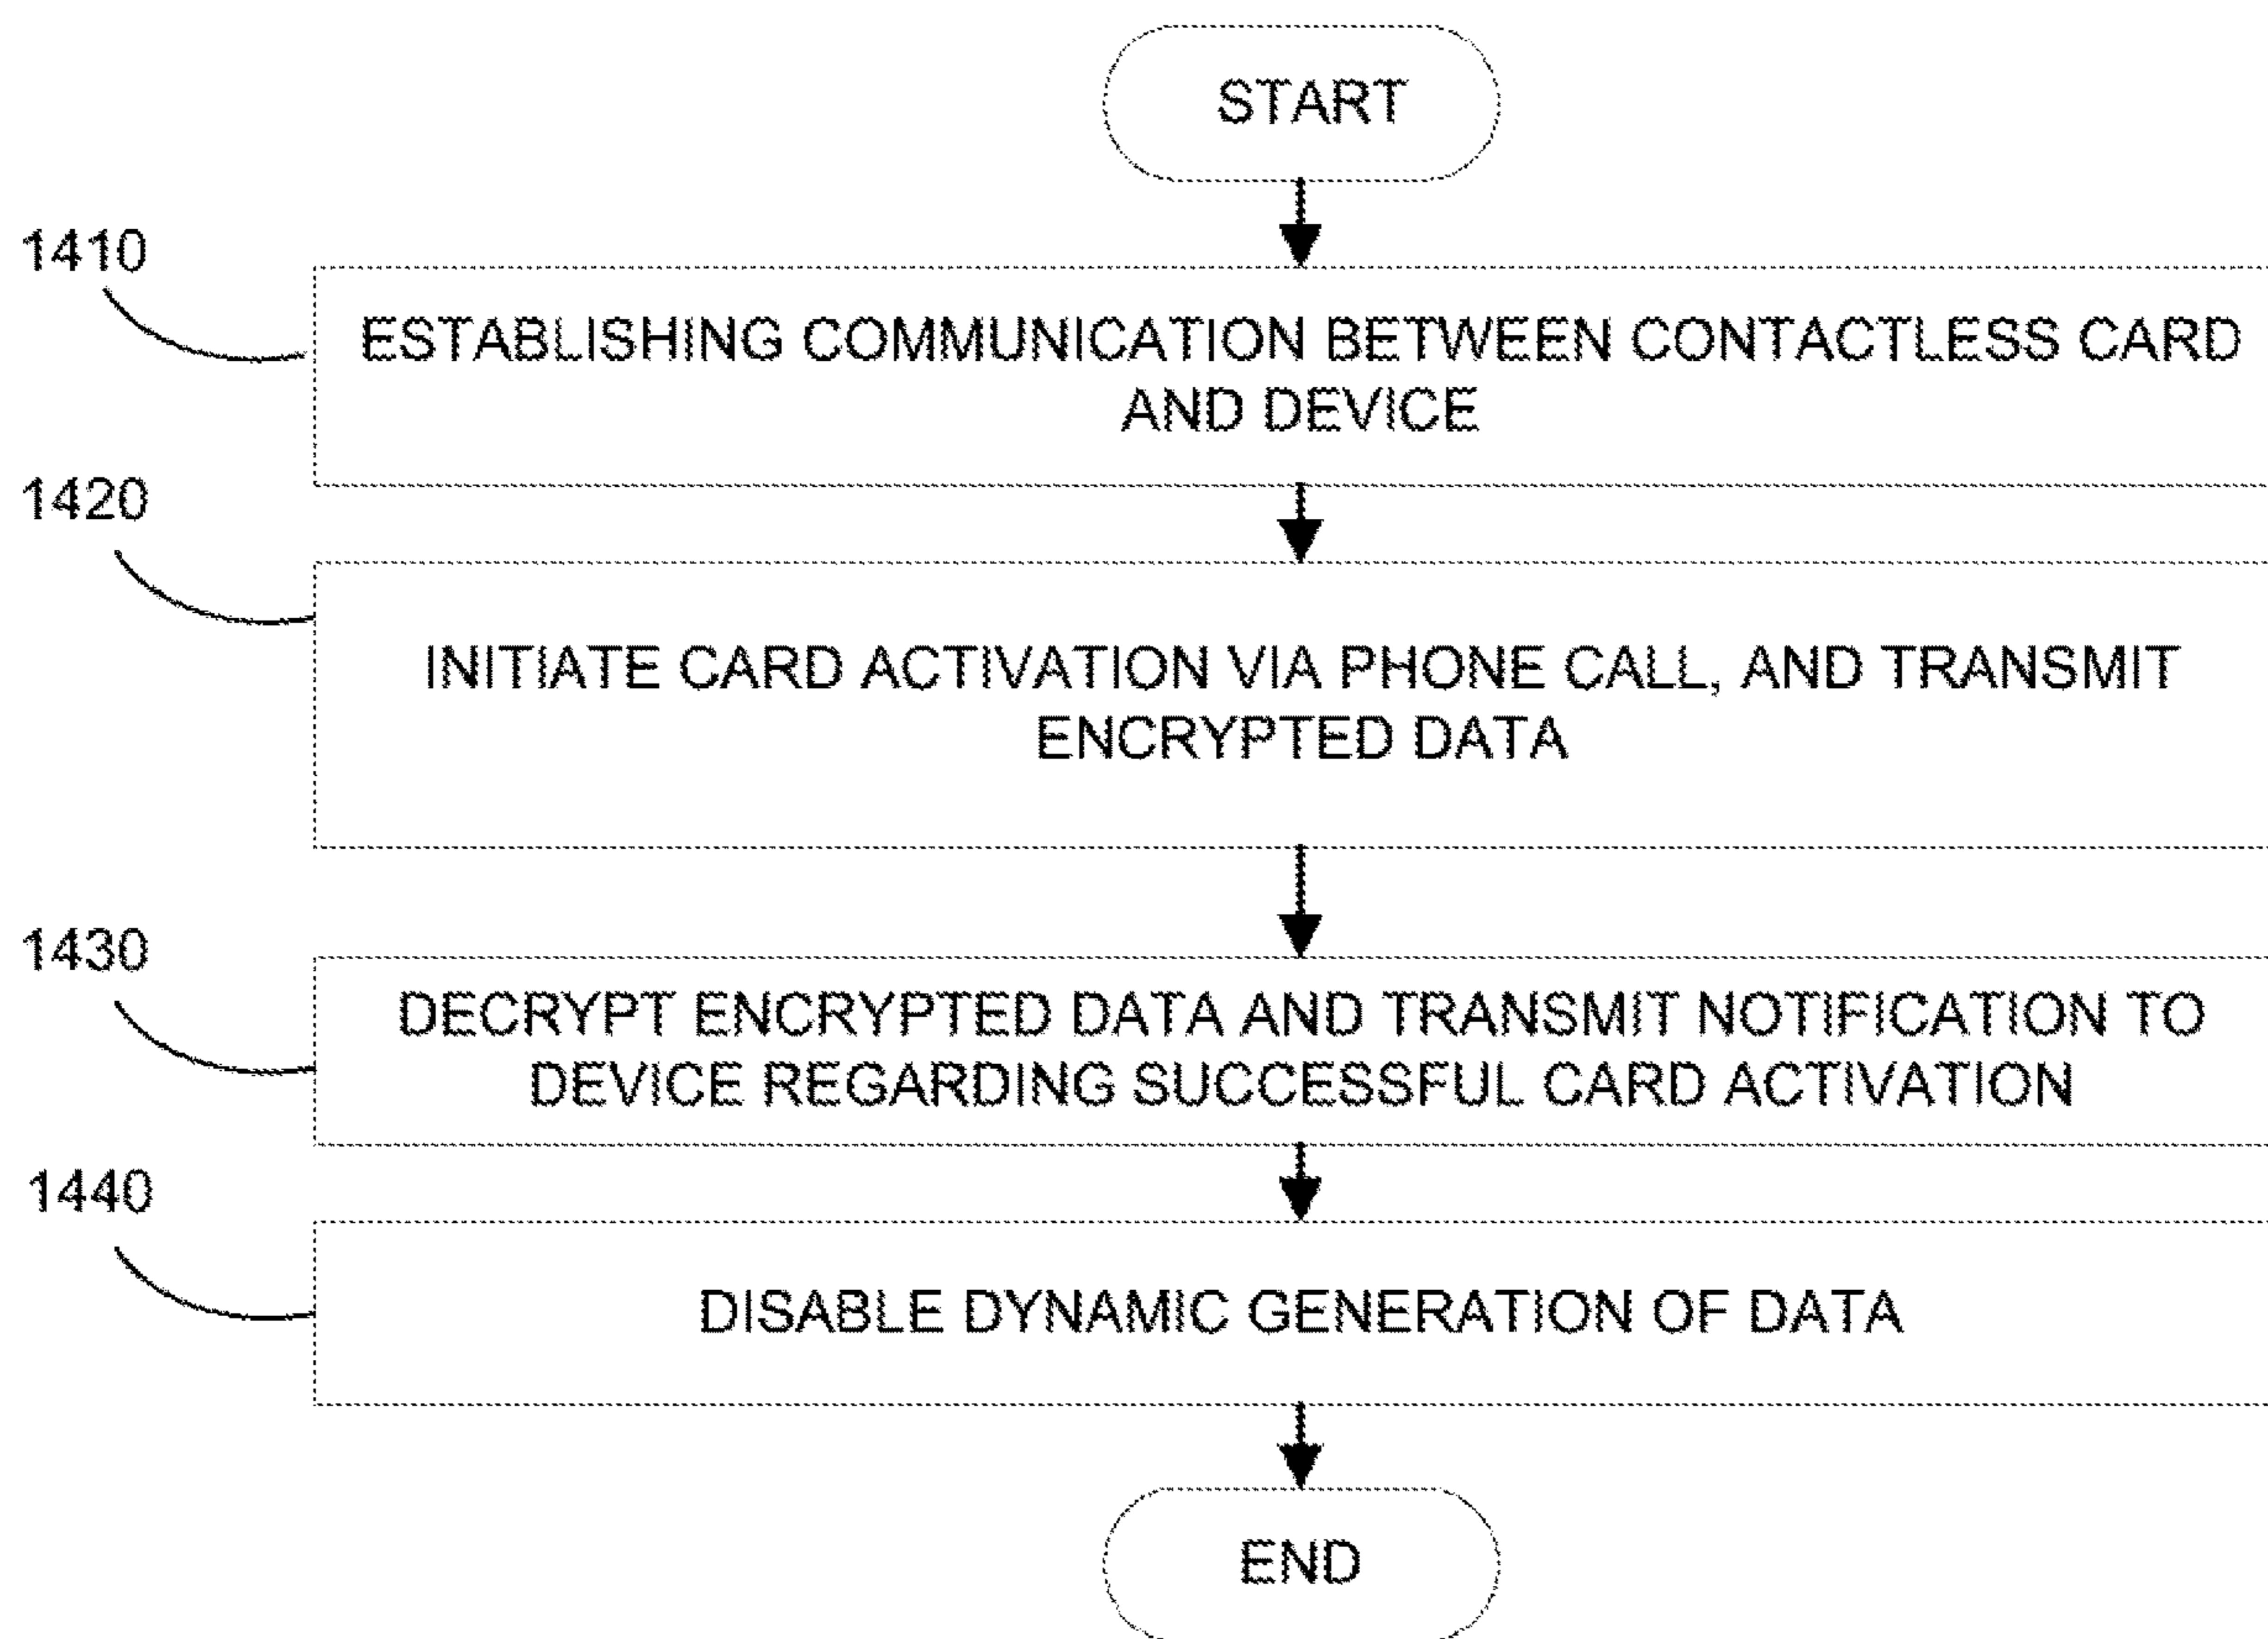 START
1410
ESTABLISHING COMMUNICATION BETWEEN CONTACTLESS CARD
AND DEVICE
1420
INITIATE CARD ACTIVATION VIA PHONE CALL, AND TRANSMIT
ENCRYPTED DATA
1430
DECRYPT ENCRYPTED DATA AND TRANSMIT NOTIFICATION TO
DEVICE REGARDING SUCCESSFUL CARD ACTIVATION
1440
DISABLE DYNAMIC GENERATION OF DATA
END